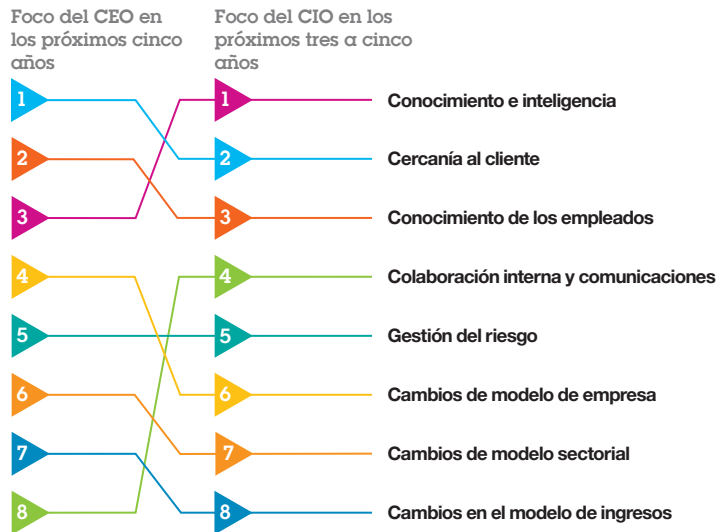 Foco del CEO en
los próximos cinco
años
Foco del CIO en los
próximos tres a cinco
años
1
1
Conocimiento e inteligencia
2
2
Cercanía al cliente
3
3
Conocimiento de los empleados
4
4
Colaboración interna y comunicaciones
5
5
Gestión del riesgo
6
6
Cambios de modelo de empresa
7
7
Cambios de modelo sectorial
8
8
Cambios en el modelo de ingresos